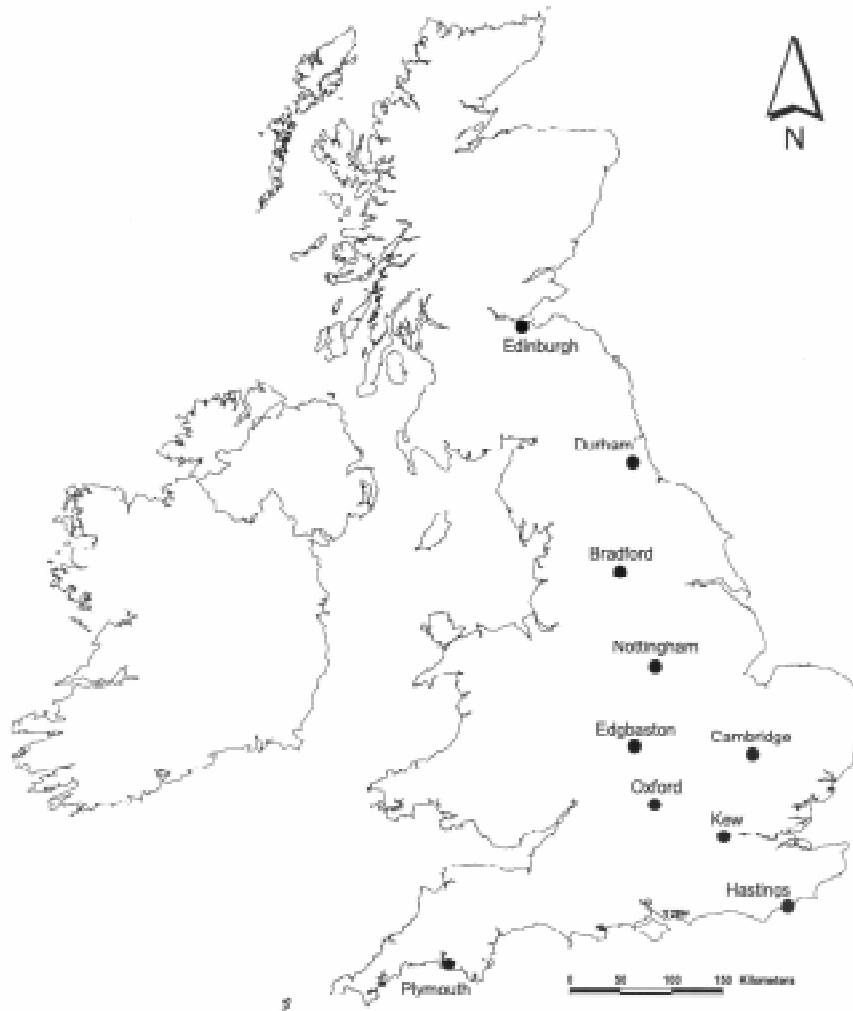 N
Edinburgh
Durham
Bradford
Nottingham
Edgbaston
Cambridge
Oxford
Kew
Hastings
Plymouth
0 50 100 150 Kilometers